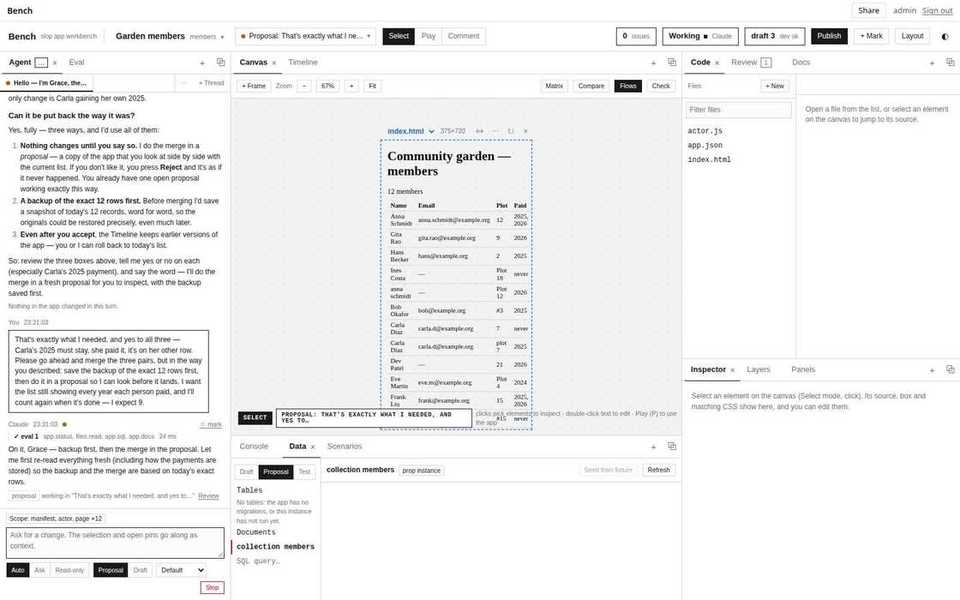 Bench
Share admin Sign out
Bench slop app workbench Garden members members Proposal: That's exactly what I ne… Select Play Comment 0 issues Working Claude draft 3 dev ok Publish + Mark Layout
Agent … × Eval +
Hello — I'm Grace, the… … + Thread
only change is Carla gaining her own 2025.
Can it be put back the way it was?
Yes, fully — three ways, and I'd use all of them:
1. Nothing changes until you say so. I do the merge in a
proposal — a copy of the app that you look at side by side with
the current list. If you don't like it, you press Reject and it's as if
it never happened. You already have one open proposal
working exactly this way.
2. A backup of the exact 12 rows first. Before merging I'd save
a snapshot of today's 12 records, word for word, so the
originals could be restored precisely, even much later.
3. Even after you accept, the Timeline keeps earlier versions of
the app — you or I can roll back to today's list.
So: review the three boxes above, tell me yes or no on each
(especially Carla's 2025 payment), and say the word — I'll do the
merge in a fresh proposal for you to inspect, with the backup
saved first.
Nothing in the app changed in this turn.
You 23:31:03
That's exactly what I needed, and yes to all three —
Carla's 2025 must stay, she paid it, it's on her other row.
Please go ahead and merge the three pairs, in the way
you described: save the backup of the exact 12 rows first,
then do it in a proposal so I can look before it lands. I want
the list still showing every year each person paid, and I'll
count again when it's done — I expect 9.
Claude 23:31:03 mark
✓ eval 1 app.status, files.read, app.sql, app.docs 24 ms
On it, Grace — backup first, then the merge in the proposal. Let
me first re-read everything fresh (including how the payments are
stored) so the backup and the merge are based on today's exact
rows.
proposal working in "That's exactly what I needed, and yes to…" Review
Scope: manifest, actor, page +12
Ask for a change. The selection and open pins go along as
context.
Auto Ask Read-only Proposal Draft Default
Stop
Canvas × Timeline +
+ Frame Zoom − 67% + Fit Matrix Compare Flows Check
index.html 375×720 ×
Community garden —
members
12 members
Name Email Plot Paid
Anna Schmidt anna.schmidt@example.org 12 2025, 2026
Gita Rao gita.rao@example.org 9 2026
Hans Becker hans@example.org 2 2025
Ines Costa — Plot 18 never
anna schmidt — Plot 12 2026
Bob Okafor bob@example.org #3 2025
Carla Diaz carla.d@example.org 7 never
Carla Diaz carla.d@example.org plot 7 2025
Dev Patel — 21 2026
Eve Martin eve.m@example.org Plot 4 2024
Frank Liu frank@example.org 15 2025, 2026
#15 never
SELECT PROPOSAL: THAT'S EXACTLY WHAT I NEEDED, AND YES TO…
clicks pick elements to inspect · double-click text to edit · Play (P) to use the app
Console Data × Scenarios +
Draft Proposal Test collection members prop instance Seed from fixture Refresh
Tables
No tables: the app has no
migrations, or this instance
has not run yet.
Documents
collection members
SQL query…
Code × Review 1 Docs +
Files + New
Filter files
actor.js
app.json
index.html
Open a file from the list, or select an element
on the canvas to jump to its source.
Inspector × Layers Panels +
Select an element on the canvas (Select mode, click). Its source, box and
matching CSS show here, and you can edit them.